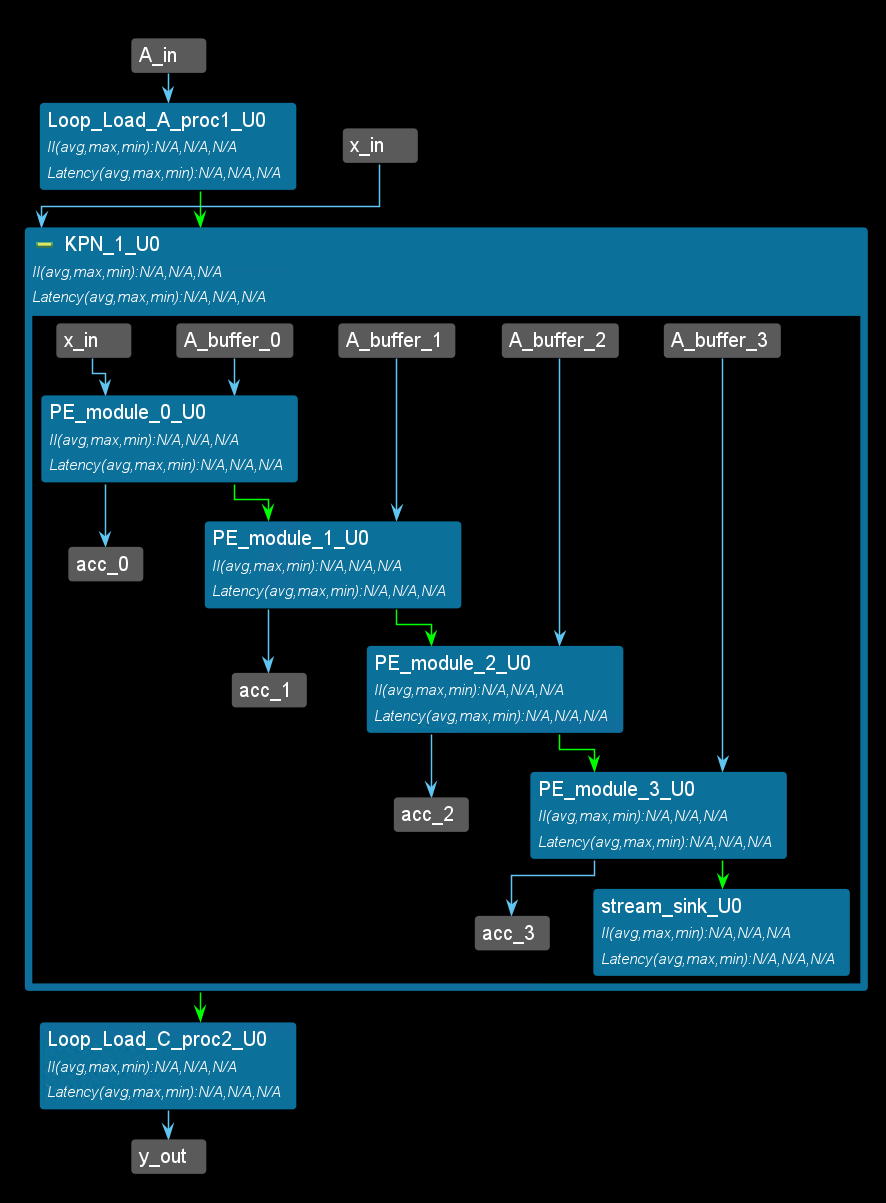 A_in
Loop_Load_A_proc1_U0
II(avg,max,min):N/A,N/A,N/A
Latency(avg,max,min):N/A,N/A,N/A
x_in
KPN_1_U0
II(avg,max,min):N/A,N/A,N/A
Latency(avg,max,min):N/A,N/A,N/A
x_in
A_buffer_0
A_buffer_1
A_buffer_2
A_buffer_3
PE_module_0_U0
II(avg,max,min):N/A,N/A,N/A
Latency(avg,max,min):N/A,N/A,N/A
acc_0
PE_module_1_U0
II(avg,max,min):N/A,N/A,N/A
Latency(avg,max,min):N/A,N/A,N/A
acc_1
PE_module_2_U0
II(avg,max,min):N/A,N/A,N/A
Latency(avg,max,min):N/A,N/A,N/A
acc_2
PE_module_3_U0
II(avg,max,min):N/A,N/A,N/A
Latency(avg,max,min):N/A,N/A,N/A
acc_3
stream_sink_U0
II(avg,max,min):N/A,N/A,N/A
Latency(avg,max,min):N/A,N/A,N/A
Loop_Load_C_proc2_U0
II(avg,max,min):N/A,N/A,N/A
Latency(avg,max,min):N/A,N/A,N/A
y_out